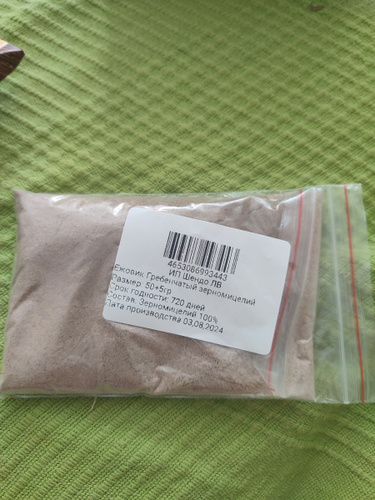 4653086993443
ИП Шендо ЛВ
Ежовик Гребенчатый зерномицелий
Размер: 50+5гр
Срок годности: 720 дней
Состав: Зерномицелий 100%
Дата производства 03.08.2024